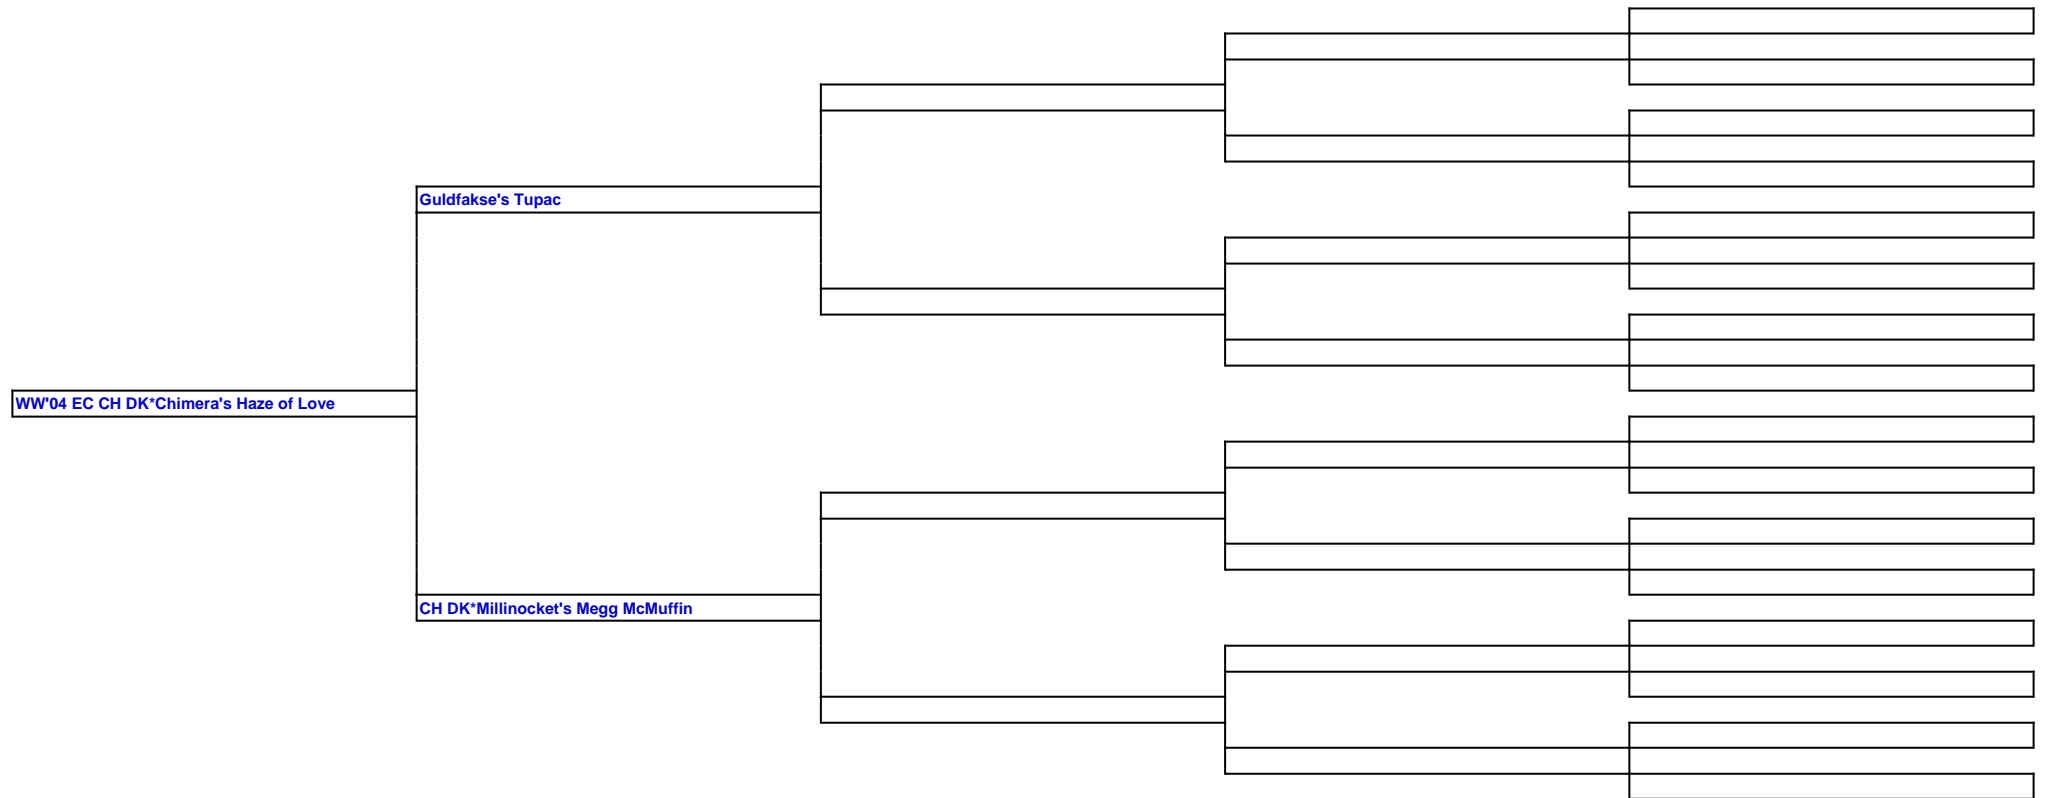 Guldfakse's Tupac
WW'04 EC CH DK*Chimera's Haze of Love
CH DK*Millinocket's Megg McMuffin